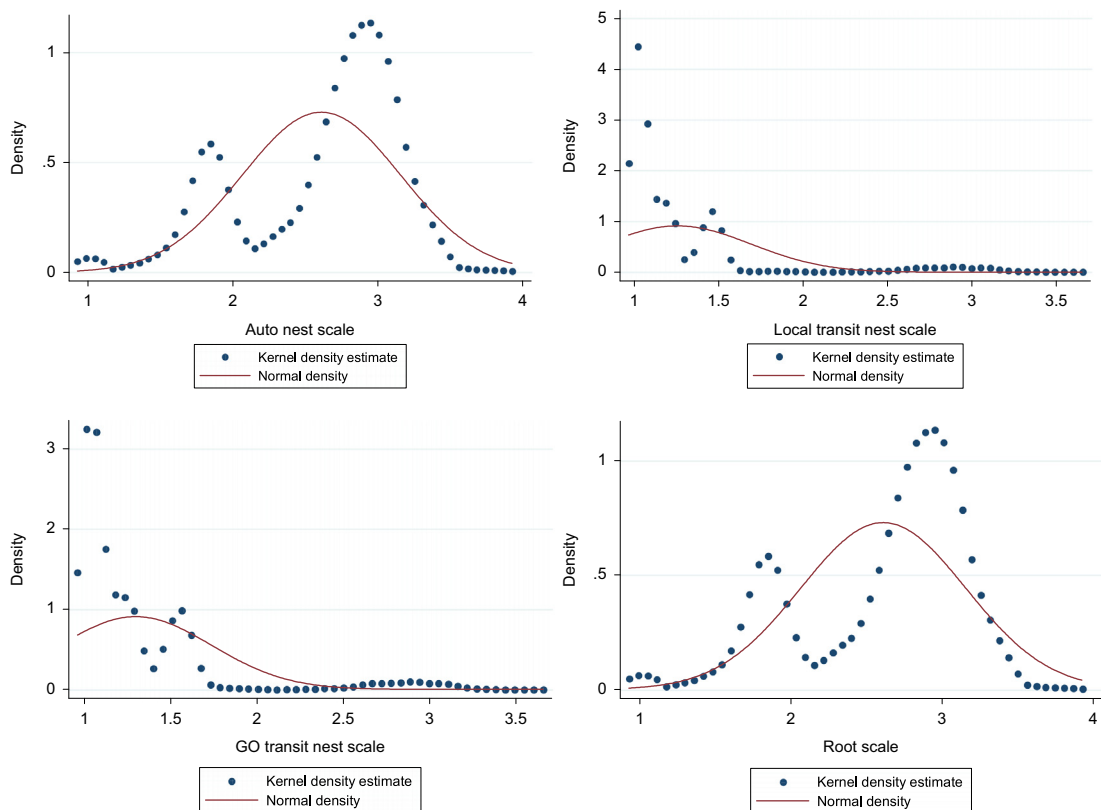 1
.5
0
Density
1
2
3
4
Auto nest scale
Kernel density estimate
Normal density
5
4
3
2
1
0
Density
1
1.5
2
2.5
3
3.5
Local transit nest scale
Kernel density estimate
Normal density
3
2
1
0
Density
1
1.5
2
2.5
3
3.5
GO transit nest scale
Kernel density estimate
Normal density
1
.5
0
Density
1
2
3
4
Root scale
Kernel density estimate
Normal density